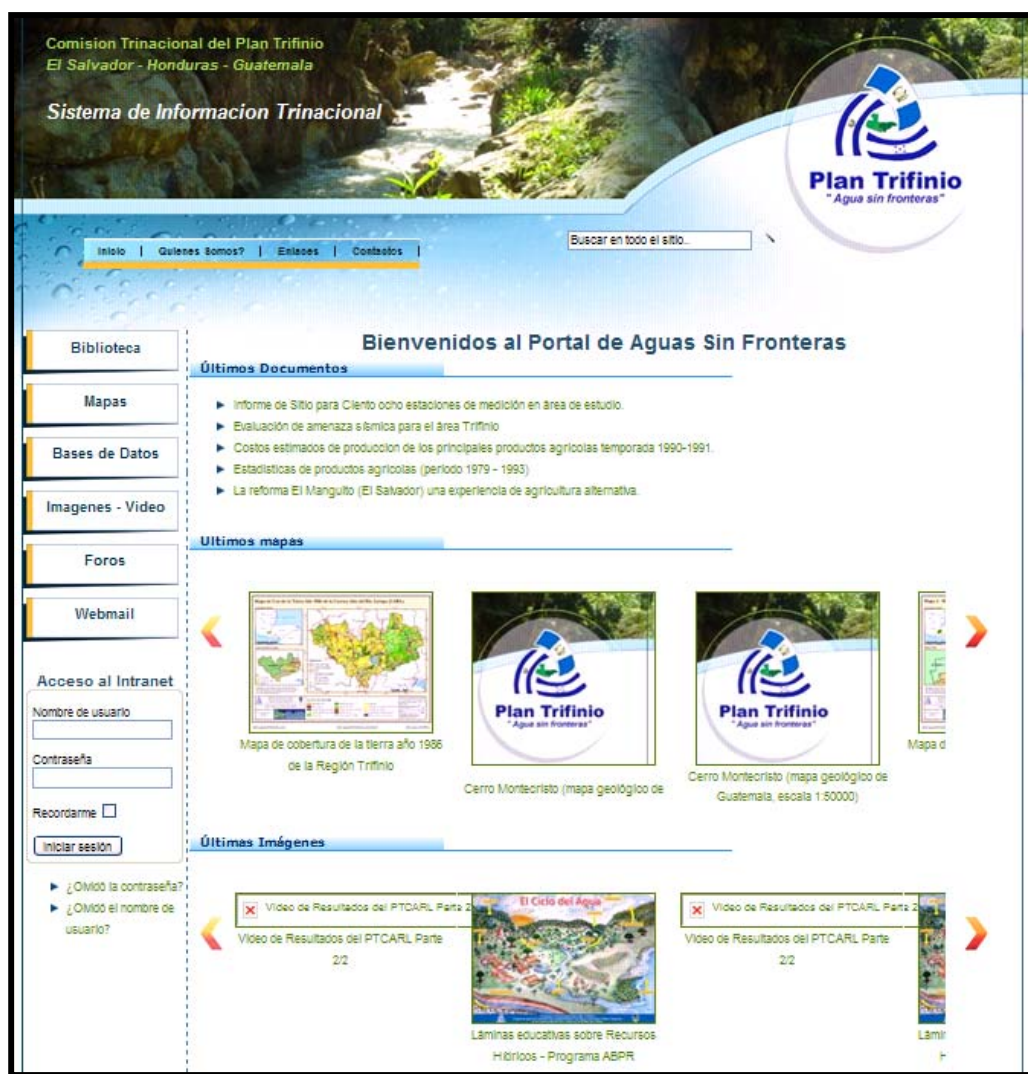 Comision Trinacional del Plan Trifinio
El Salvador - Honduras - Guatemala
Sistema de Informacion Trinacional
Plan Trifinio
"Agua sin fronteras"
Inicio | Quienes Somos? | Enlaces | Contactos |
Buscar en todo el sitio..
Biblioteca
Mapas
Bases de Datos
Imagenes - Video
Foros
Webmail
Acceso al Intranet
Nombre de usuario
Contraseña
Recordarme
Iniciar sesión
¿Olvidó la contraseña?
¿Olvidó el nombre de
usuario?
Bienvenidos al Portal de Aguas Sin Fronteras
Últimos Documentos
Informe de Sitio para Ciento ocho estaciones de medición en área de estudio.
Evaluación de amenaza sísmica para el área Trifinio
Costos estimados de produccion de los principales productos agrícolas temporada 1990-1991.
Estadísticas de productos agrícolas (período 1979 - 1993)
La reforma El Manguito (El Salvador) una experiencia de agricultura alternativa.
Ultimos mapas
Mapa de cobertura de la tierra año 1986
de la Región Trifinio
Plan Trifinio
"Agua sin fronteras"
Cerro Montecristo (mapa geológico de
Plan Trifinio
"Agua sin fronteras"
Cerro Montecristo (mapa geológico de
Guatemala, escala 1:50000)
Mapa d
Últimas Imágenes
Video de Resultados del PTCARL Parte 2
Video de Resultados del PTCARL Parte
2/2
El Ciclo del Agua
Láminas educativas sobre Recursos
Hibricos - Programa ABPR
Video de Resultados del PTCARL Parte 2
Video de Resultados del PTCARL Parte
2/2
Lámin
H